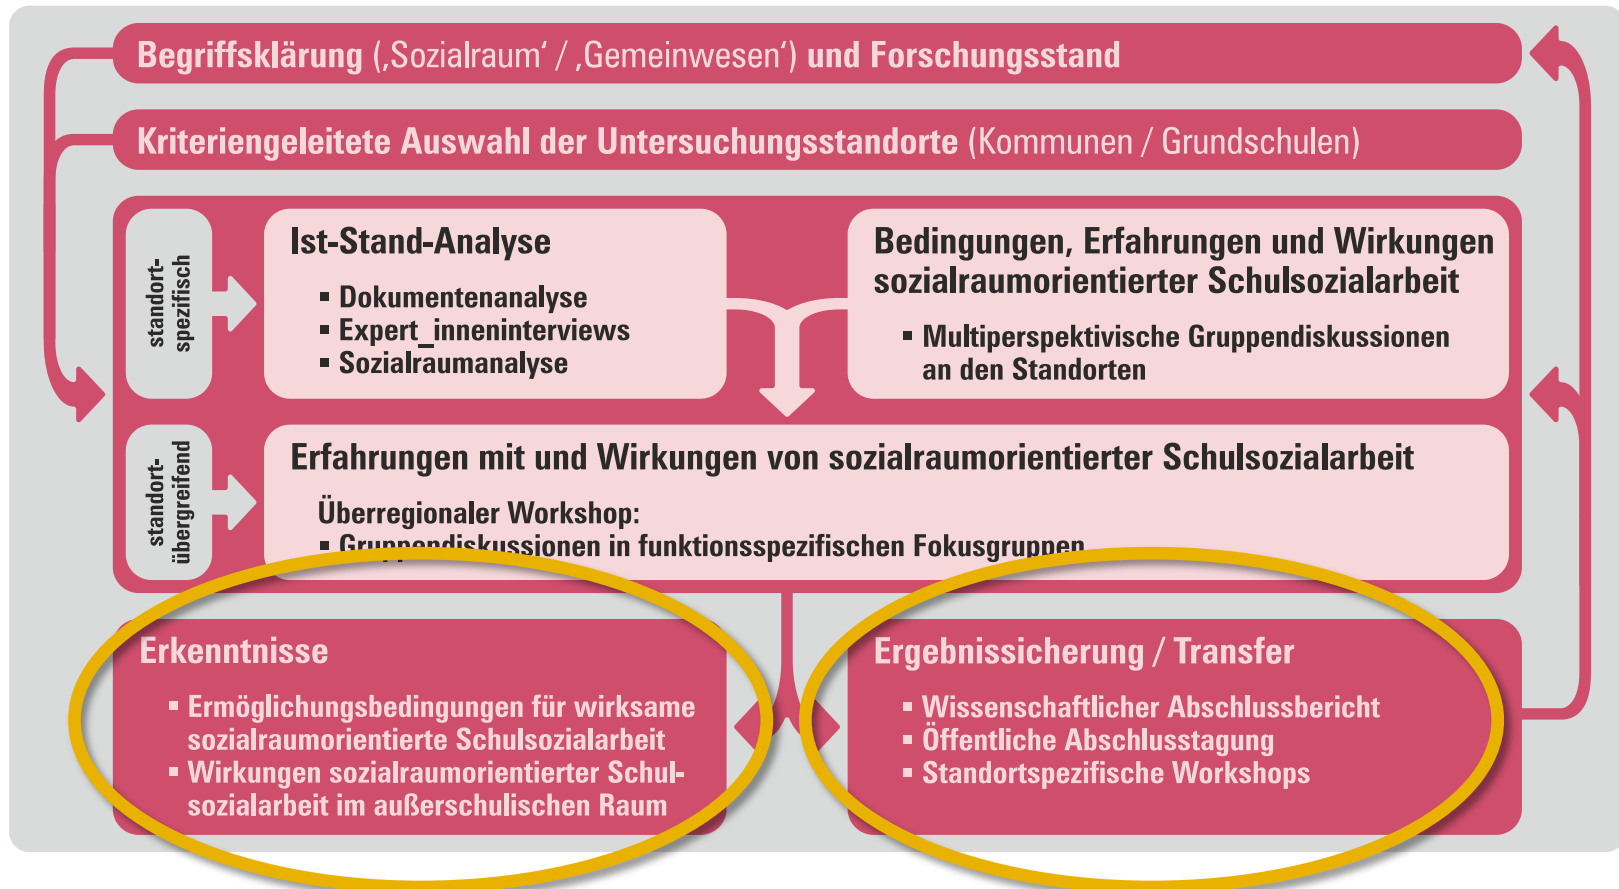 Begriffsklärung (‚Sozialraum‘ / ‚Gemeinwesen‘) und Forschungsstand
Kriteriengeleitete Auswahl der Untersuchungsstandorte (Kommunen / Grundschulen)
standort-
spezifisch
Ist-Stand-Analyse
▪ Dokumentenanalyse
▪ Expert_inneninterviews
▪ Sozialraumanalyse
Bedingungen, Erfahrungen und Wirkungen
sozialraumorientierter Schulsozialarbeit
▪ Multiperspektivische Gruppendiskussionen
an den Standorten
standort-
übergreifend
Erfahrungen mit und Wirkungen von sozialraumorientierter Schulsozialarbeit
Überregionaler Workshop:
▪ Gruppendiskussionen in funktionsspezifischen Fokusgruppen
Erkenntnisse
▪ Ermöglichungsbedingungen für wirksame
sozialraumorientierte Schulsozialarbeit
▪ Wirkungen sozialraumorientierter Schul-
sozialarbeit im außerschulischen Raum
Ergebnissicherung / Transfer
▪ Wissenschaftlicher Abschlussbericht
▪ Öffentliche Abschlusstagung
▪ Standortspezifische Workshops